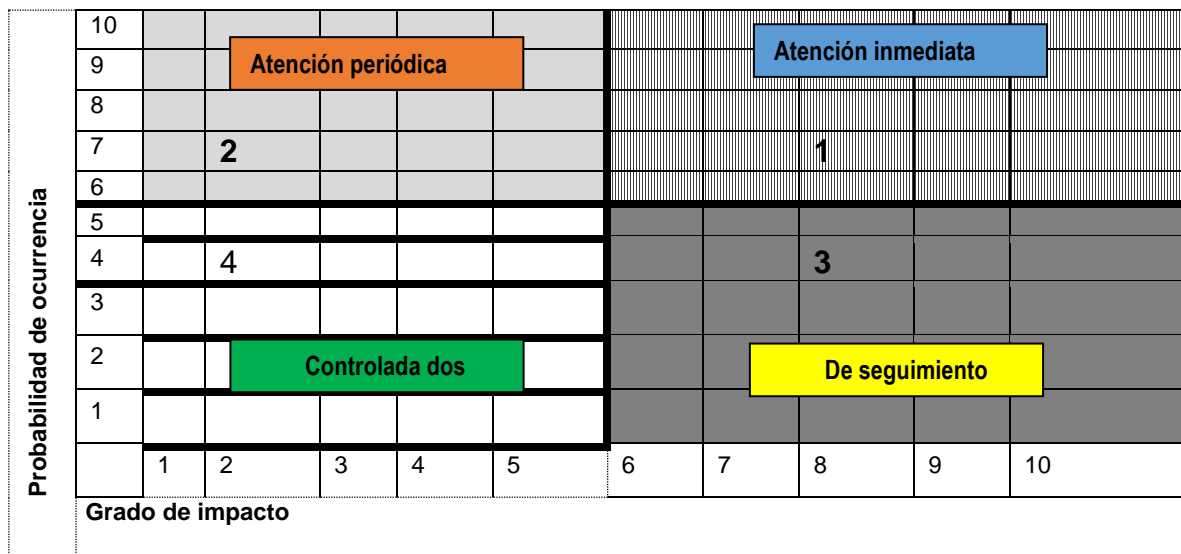 Probabilidad de ocurrencia
10
9
8
7
6
5
4
3
2
1
Atención periódica
Atención inmediata
2
1
4
3
Controlada dos
De seguimiento
1 2 3 4 5 6 7 8 9 10
Grado de impacto